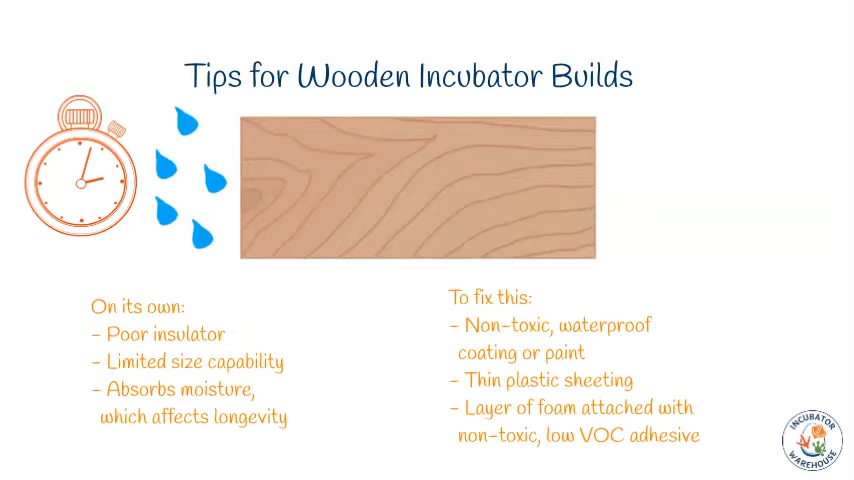 Tips for Wooden Incubator Builds
On its own:
- Poor insulator
- Limited size capability
- Absorbs moisture,
which affects longevity
To fix this:
- Non-toxic, waterproof
coating or paint
- Thin plastic sheeting
- Layer of foam attached with
non-toxic, low VOC adhesive
INCUBATOR
WAREHOUSE